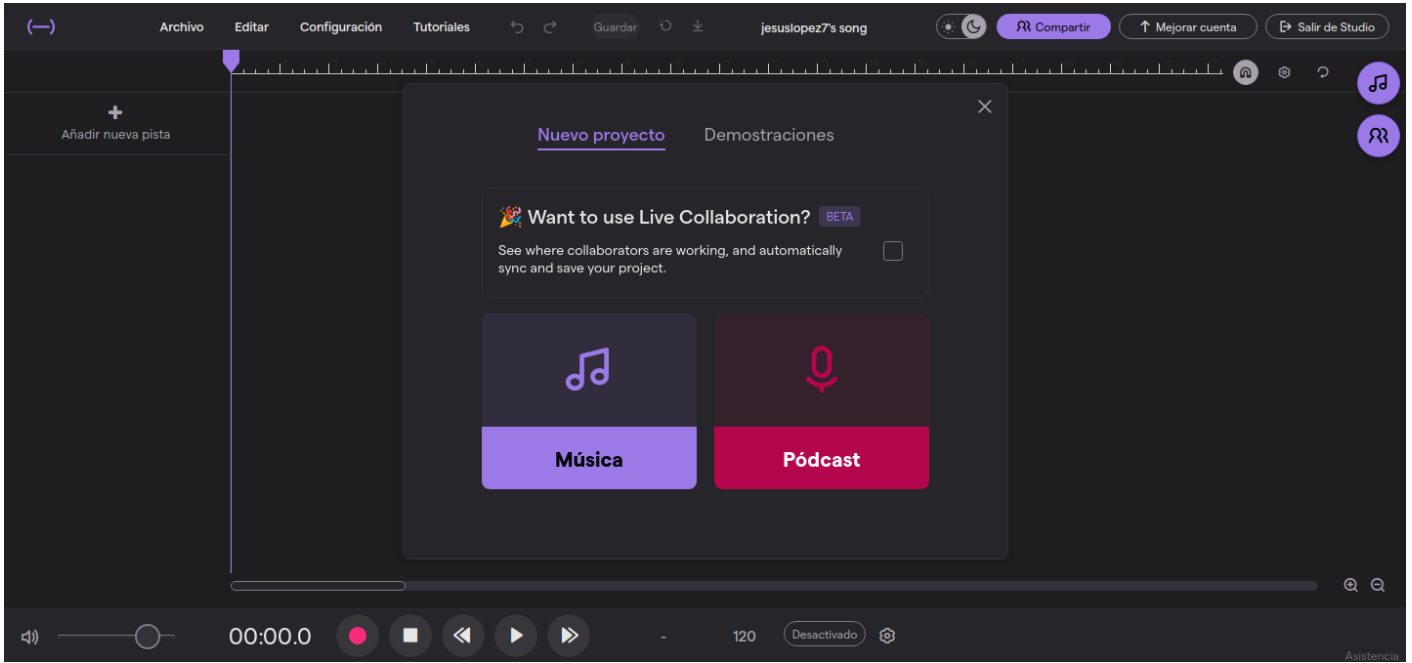 Archivo Editar Configuración Tutoriales Guardar jesuslopez7's song Compartir Mejorar cuenta Salir de Studio
Añadir nueva pista
Nuevo proyecto Demostraciones
🎉 Want to use Live Collaboration? BETA
See where collaborators are working, and automatically
sync and save your project.
Música Pódcast
00:00.0 - 120 Desactivado
Asistencia